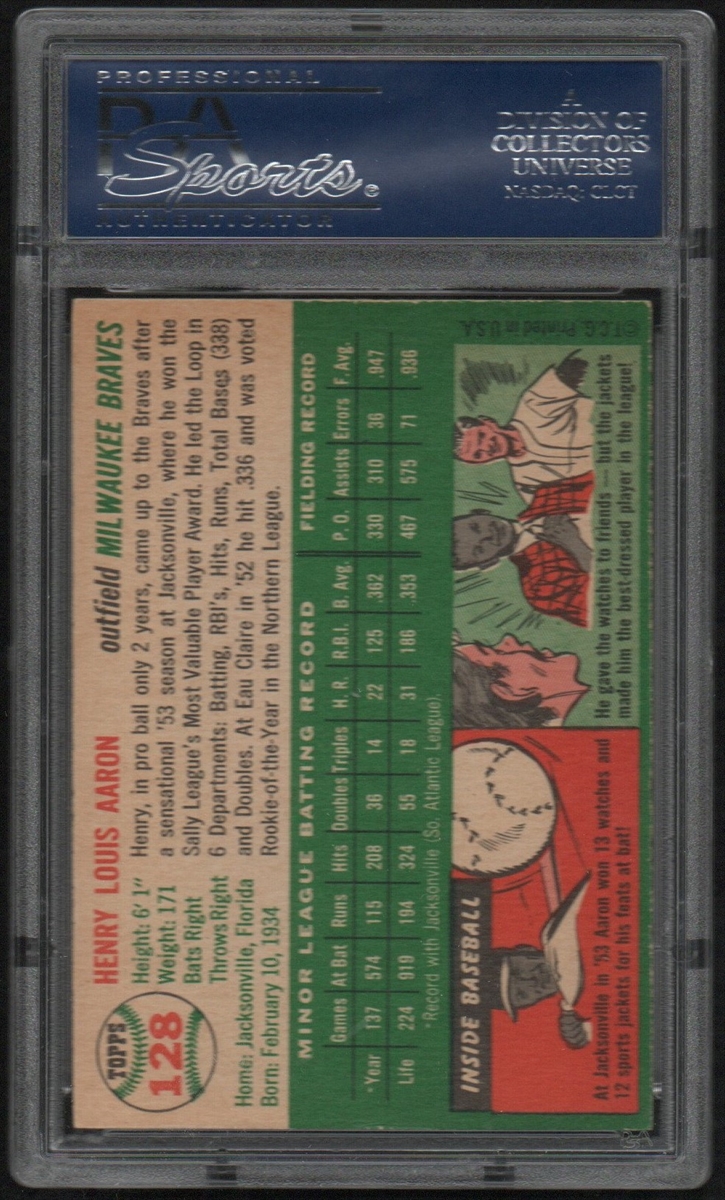 PROFESSIONAL
PSA
Sports®
AUTHENTICATOR
A
DIVISION OF
COLLECTORS
UNIVERSE
NASDAQ: CLCT
TOPPS
128
HENRY LOUIS AARON
outfield MILWAUKEE BRAVES
Height: 6' 1"
Weight: 171
Bats Right
Throws Right
Home: Jacksonville, Florida
Born: February 10, 1934
Henry, in pro ball only 2 years, came up to the Braves after
a sensational '53 season at Jacksonville, where he won the
Sally League's Most Valuable Player Award. He led the Loop in
6 Departments: Batting, RBI's, Hits, Runs, Total Bases (338)
and Doubles. At Eau Claire in '52 he hit .336 and was voted
Rookie-of-the-Year in the Northern League.
MINOR LEAGUE BATTING RECORD FIELDING RECORD
Games At Bat Runs Hits Doubles Triples H. R. R.B.I. B. Avg. P. O. Assists Errors F. Avg.
*Year 137 574 115 208 36 14 22 125 .362 330 310 36 .947
Life 224 919 194 324 55 18 31 186 .353 467 575 71 .936
*Record with Jacksonville (So. Atlantic League).
INSIDE BASEBALL
At Jacksonville in '53 Aaron won 13 watches and
12 sports jackets for his feats at bat!
He gave the watches to friends — but the jackets
made him the best-dressed player in the league!
©T.C.G. Printed in U.S.A.
PSA